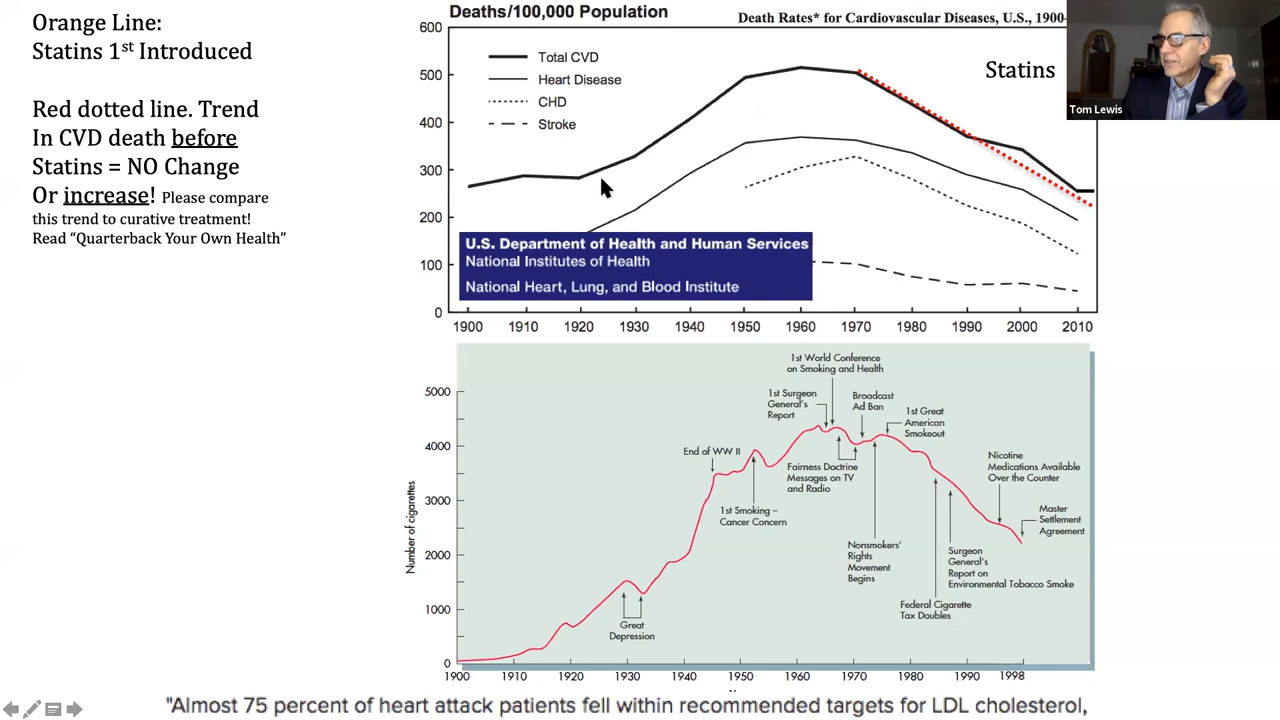 Orange Line:
Statins 1st Introduced
Red dotted line. Trend
In CVD death before
Statins = NO Change
Or increase! Please compare
this trend to curative treatment!
Read “Quarterback Your Own Health”
Deaths/100,000 Population
Death Rates* for Cardiovascular Diseases, U.S., 1900-
600
500
400
300
200
100
0
Total CVD
Heart Disease
CHD
Stroke
Statins
Tom Lewis
U.S. Department of Health and Human Services
National Institutes of Health
National Heart, Lung, and Blood Institute
1900 1910 1920 1930 1940 1950 1960 1970 1980 1990 2000 2010
Number of cigarettes
5000
4000
3000
2000
1000
0
End of WW II
1st Smoking –
Cancer Concern
Great
Depression
1st Surgeon
General's
Report
1st World Conference
on Smoking and Health
Fairness Doctrine
Messages on TV
and Radio
Broadcast
Ad Ban
1st Great
American
Smokeout
Nonsmokers'
Rights
Movement
Begins
Federal Cigarette
Tax Doubles
Surgeon
General's
Report on
Environmental Tobacco Smoke
Nicotine
Medications Available
Over the Counter
Master
Settlement
Agreement
1900 1910 1920 1930 1940 1950 1960 1970 1980 1990 1998
"Almost 75 percent of heart attack patients fell within recommended targets for LDL cholesterol,